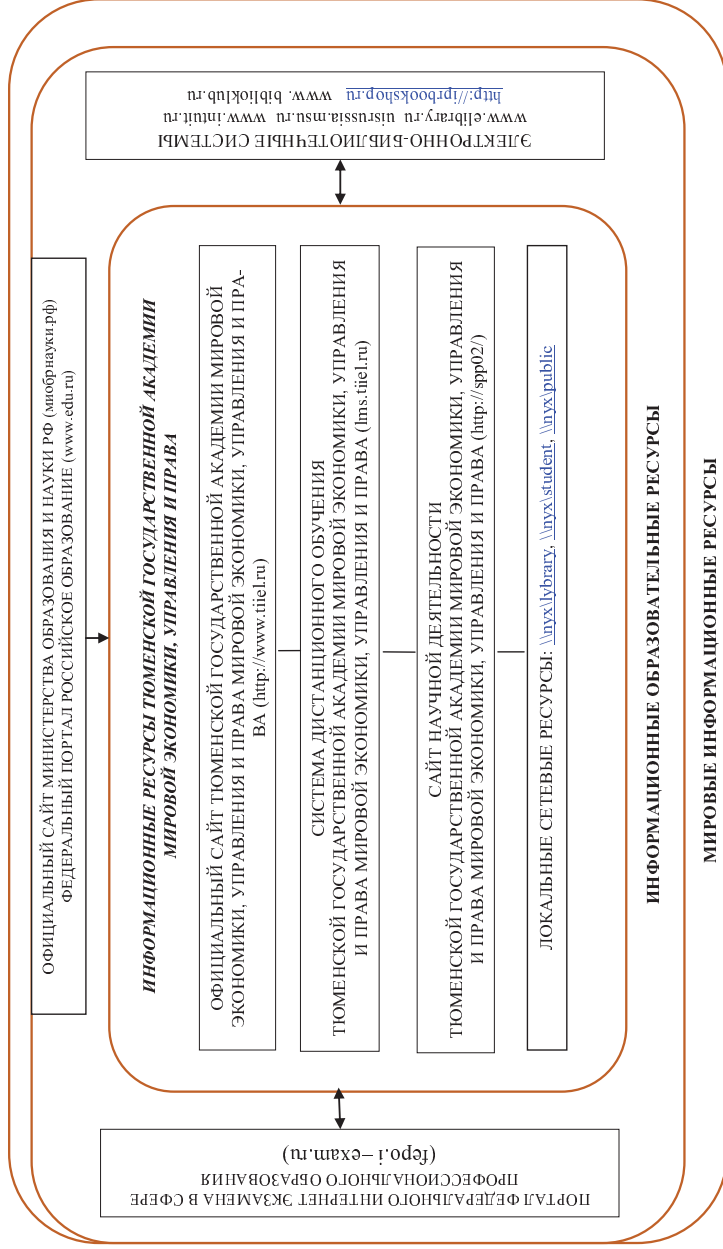 ОФИЦИАЛЬНЫЙ САЙТ МИНИСТЕРСТВА ОБРАЗОВАНИЯ И НАУКИ РФ (миобрнауки.рф)
ФЕДЕРАЛЬНЫЙ ПОРТАЛ РОССИЙСКОЕ ОБРАЗОВАНИЕ (www.edu.ru)
ПОРТАЛ ФЕДЕРАЛЬНОГО ИНТЕРНЕТ ЭКЗАМЕНА В СФЕРЕ
ПРОФЕССИОНАЛЬНОГО ОБРАЗОВАНИЯ
(fepo.i–exam.ru)
ИНФОРМАЦИОННЫЕ РЕСУРСЫ ТЮМЕНСКОЙ ГОСУДАРСТВЕННОЙ АКАДЕМИИ
МИРОВОЙ ЭКОНОМИКИ, УПРАВЛЕНИЯ И ПРАВА
ОФИЦИАЛЬНЫЙ САЙТ ТЮМЕНСКОЙ ГОСУДАРСТВЕННОЙ АКАДЕМИИ МИРОВОЙ
ЭКОНОМИКИ, УПРАВЛЕНИЯ И ПРАВА МИРОВОЙ ЭКОНОМИКИ, УПРАВЛЕНИЯ И ПРА-
ВА (http://www.tiiel.ru)
СИСТЕМА ДИСТАНЦИОННОГО ОБУЧЕНИЯ
ТЮМЕНСКОЙ ГОСУДАРСТВЕННОЙ АКАДЕМИИ МИРОВОЙ ЭКОНОМИКИ, УПРАВЛЕНИЯ
И ПРАВА МИРОВОЙ ЭКОНОМИКИ, УПРАВЛЕНИЯ И ПРАВА (lms.tiiel.ru)
САЙТ НАУЧНОЙ ДЕЯТЕЛЬНОСТИ
ТЮМЕНСКОЙ ГОСУДАРСТВЕННОЙ АКАДЕМИИ МИРОВОЙ ЭКОНОМИКИ, УПРАВЛЕНИЯ
И ПРАВА МИРОВОЙ ЭКОНОМИКИ, УПРАВЛЕНИЯ И ПРАВА (http://spp02/)
ЛОКАЛЬНЫЕ СЕТЕВЫЕ РЕСУРСЫ: \\nyx\lybrary, \\nyx\student, \\nyx\public
ЭЛЕКТРОННО-БИБЛИОТЕЧНЫЕ СИСТЕМЫ
www.elibrary.ru uisrussia.msu.ru www.intuit.ru
http://iprbookshop.ru www. biblioklub.ru
ИНФОРМАЦИОННЫЕ ОБРАЗОВАТЕЛЬНЫЕ РЕСУРСЫ
МИРОВЫЕ ИНФОРМАЦИОННЫЕ РЕСУРСЫ